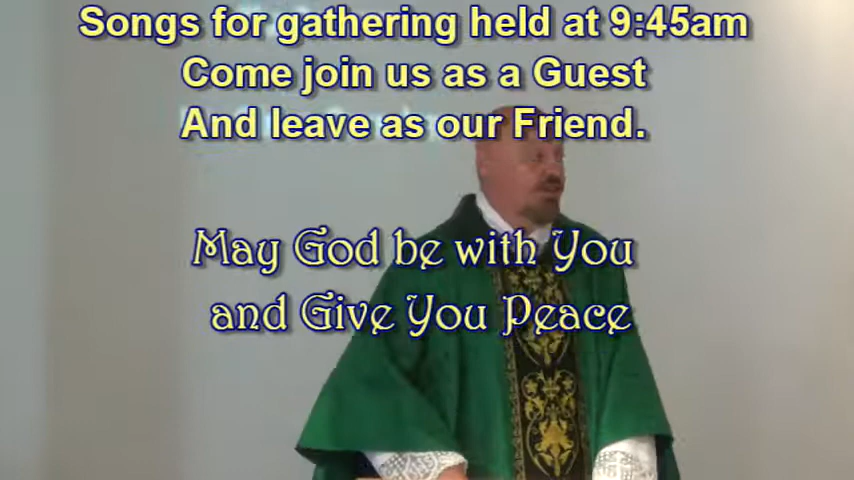 Songs for gathering held at 9:45am
Come join us as a Guest
And leave as our Friend.
May God be with You
and Give You Peace